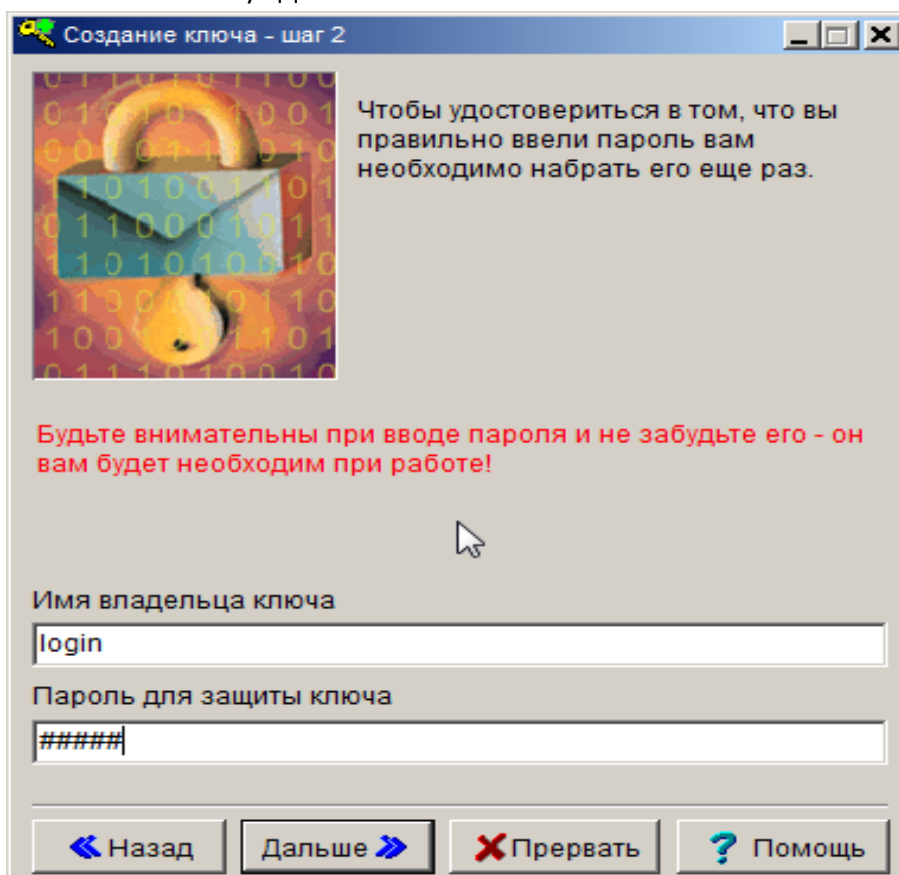 Создание ключа - шаг 2
Чтобы удостовериться в том, что вы
правильно ввели пароль вам
необходимо набрать его еще раз.
Будьте внимательны при вводе пароля и не забудьте его - он
вам будет необходим при работе!
Имя владельца ключа
login
Пароль для защиты ключа
#####
Назад
Дальше
Прервать
Помощь